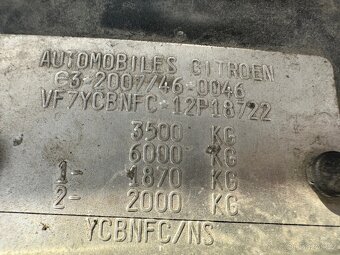 AUTOMOBILES CITROEN
e3-2007/46-0046
VF7YCBNFC-12P18722
3500 KG
6000 KG
1- 1870 KG
2- 2000 KG
YCBNFC/NS